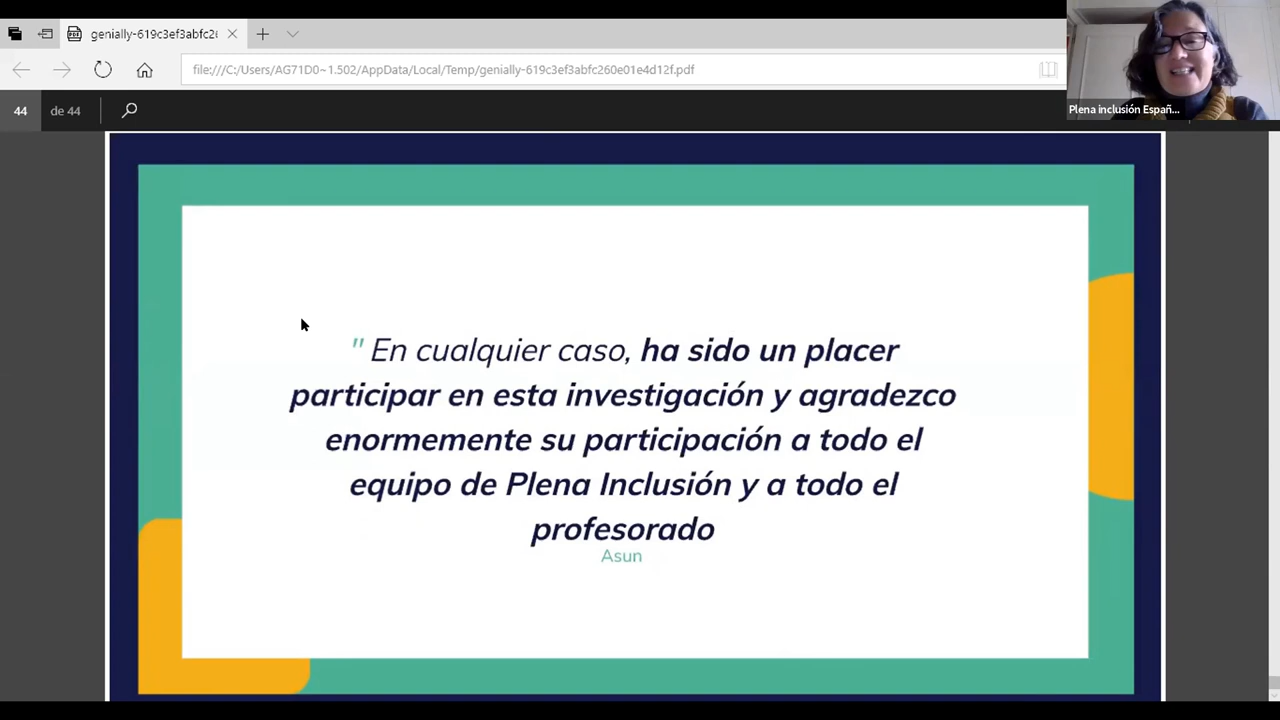 genially-619c3ef3abfc26
file:///C:/Users/AG71D0~1.502/AppData/Local/Temp/genially-619c3ef3abfc260e01e4d12f.pdf
44 de 44
Plena inclusión Españ...
" En cualquier caso, ha sido un placer
participar en esta investigación y agradezco
enormemente su participación a todo el
equipo de Plena Inclusión y a todo el
profesorado
Asun